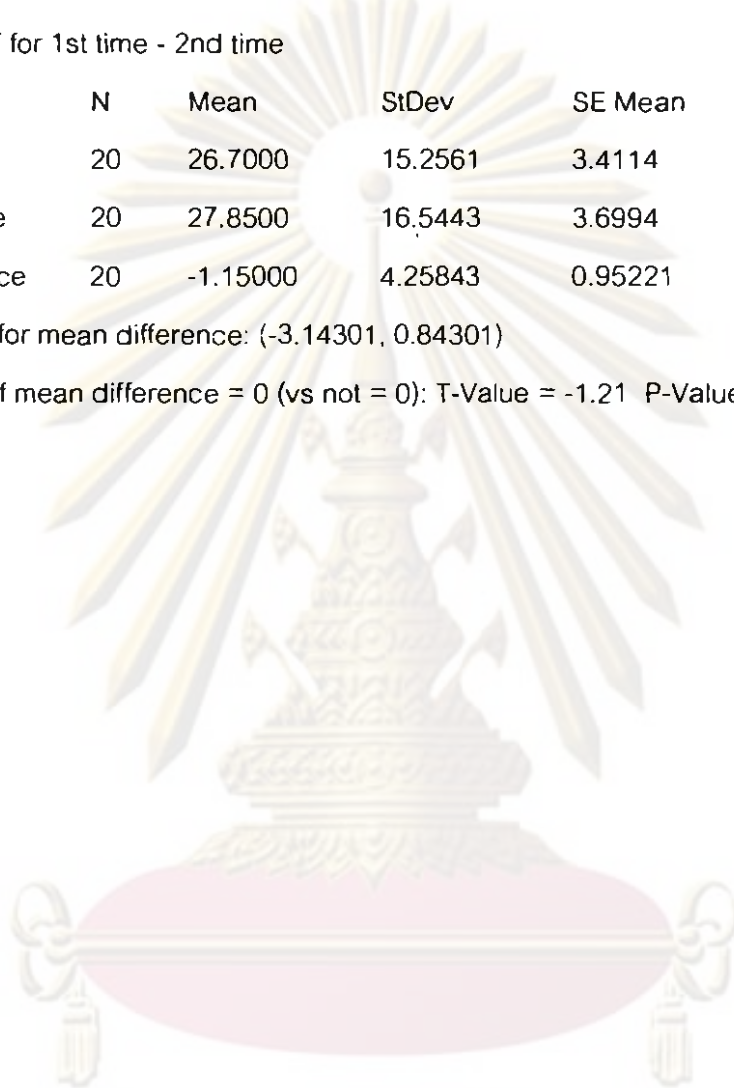 for 1st time - 2nd time
N Mean StDev SE Mean
20 26.7000 15.2561 3.4114
20 27.8500 16.5443 3.6994
20 -1.15000 4.25843 0.95221
for mean difference: (-3.14301, 0.84301)
mean difference = 0 (vs not = 0): T-Value = -1.21 P-Value